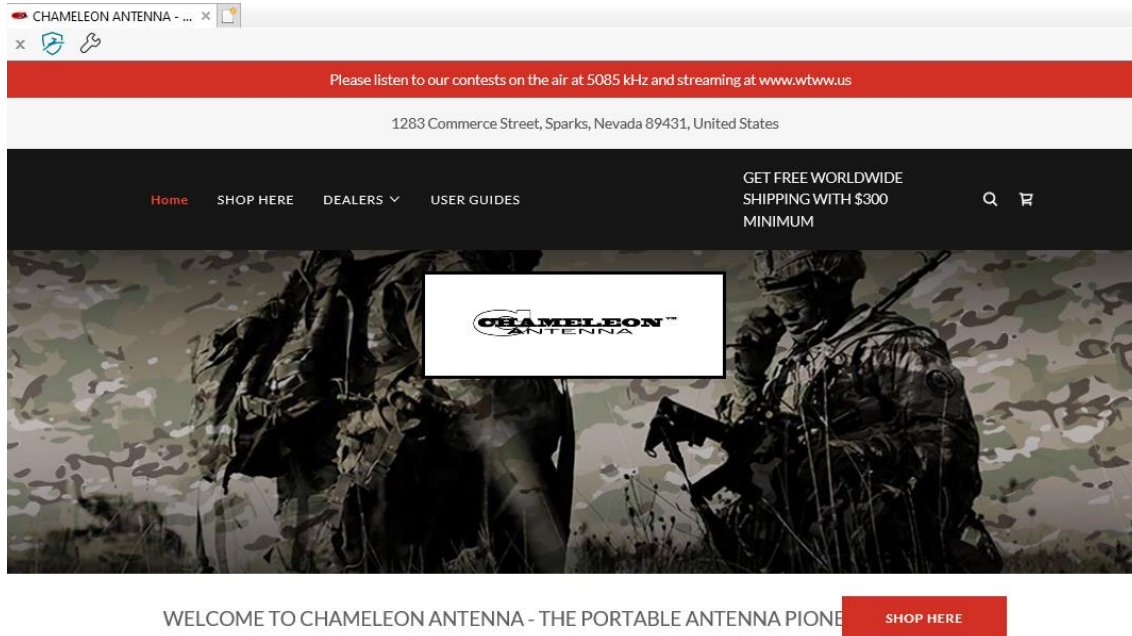 CHAMELEON ANTENNA - ...
x
Please listen to our contests on the air at 5085 kHz and streaming at www.wtww.us
1283 Commerce Street, Sparks, Nevada 89431, United States
Home SHOP HERE DEALERS USER GUIDES
GET FREE WORLDWIDE
SHIPPING WITH $300
MINIMUM
CHAMELEON™
ANTENNA
WELCOME TO CHAMELEON ANTENNA - THE PORTABLE ANTENNA PIONE
SHOP HERE